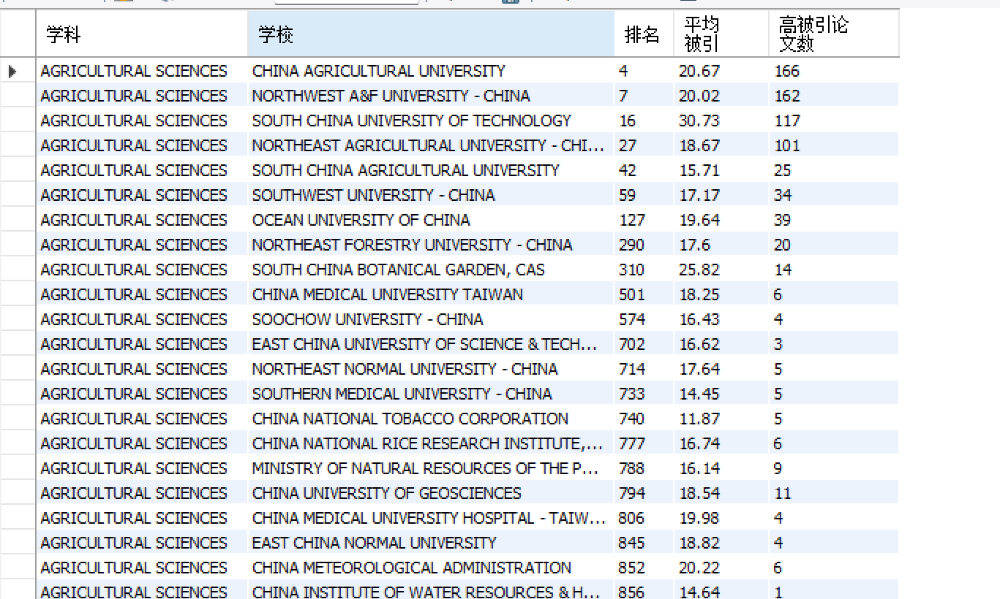 学科 学校 排名 平均被引 高被引论文数
AGRICULTURAL SCIENCES CHINA AGRICULTURAL UNIVERSITY 4 20.67 166
AGRICULTURAL SCIENCES NORTHWEST A&F UNIVERSITY - CHINA 7 20.02 162
AGRICULTURAL SCIENCES SOUTH CHINA UNIVERSITY OF TECHNOLOGY 16 30.73 117
AGRICULTURAL SCIENCES NORTHEAST AGRICULTURAL UNIVERSITY - CHI... 27 18.67 101
AGRICULTURAL SCIENCES SOUTH CHINA AGRICULTURAL UNIVERSITY 42 15.71 25
AGRICULTURAL SCIENCES SOUTHWEST UNIVERSITY - CHINA 59 17.17 34
AGRICULTURAL SCIENCES OCEAN UNIVERSITY OF CHINA 127 19.64 39
AGRICULTURAL SCIENCES NORTHEAST FORESTRY UNIVERSITY - CHINA 290 17.6 20
AGRICULTURAL SCIENCES SOUTH CHINA BOTANICAL GARDEN, CAS 310 25.82 14
AGRICULTURAL SCIENCES CHINA MEDICAL UNIVERSITY TAIWAN 501 18.25 6
AGRICULTURAL SCIENCES SOOCHOW UNIVERSITY - CHINA 574 16.43 4
AGRICULTURAL SCIENCES EAST CHINA UNIVERSITY OF SCIENCE & TECH... 702 16.62 3
AGRICULTURAL SCIENCES NORTHEAST NORMAL UNIVERSITY - CHINA 714 17.64 5
AGRICULTURAL SCIENCES SOUTHERN MEDICAL UNIVERSITY - CHINA 733 14.45 5
AGRICULTURAL SCIENCES CHINA NATIONAL TOBACCO CORPORATION 740 11.87 5
AGRICULTURAL SCIENCES CHINA NATIONAL RICE RESEARCH INSTITUTE,... 777 16.74 6
AGRICULTURAL SCIENCES MINISTRY OF NATURAL RESOURCES OF THE P... 788 16.14 9
AGRICULTURAL SCIENCES CHINA UNIVERSITY OF GEOSCIENCES 794 18.54 11
AGRICULTURAL SCIENCES CHINA MEDICAL UNIVERSITY HOSPITAL - TAIW... 806 19.98 4
AGRICULTURAL SCIENCES EAST CHINA NORMAL UNIVERSITY 845 18.82 4
AGRICULTURAL SCIENCES CHINA METEOROLOGICAL ADMINISTRATION 852 20.22 6
AGRICULTURAL SCIENCES CHINA INSTITUTE OF WATER RESOURCES & H... 856 14.64 1